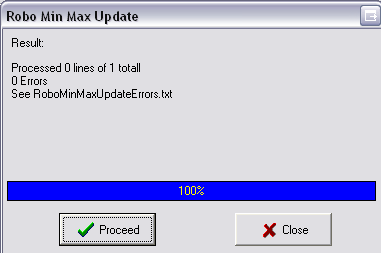 Robo Min Max Update
Result:
Processed 0 lines of 1 totall
0 Errors
See RoboMinMaxUpdateErrors.txt
100%
Proceed
Close